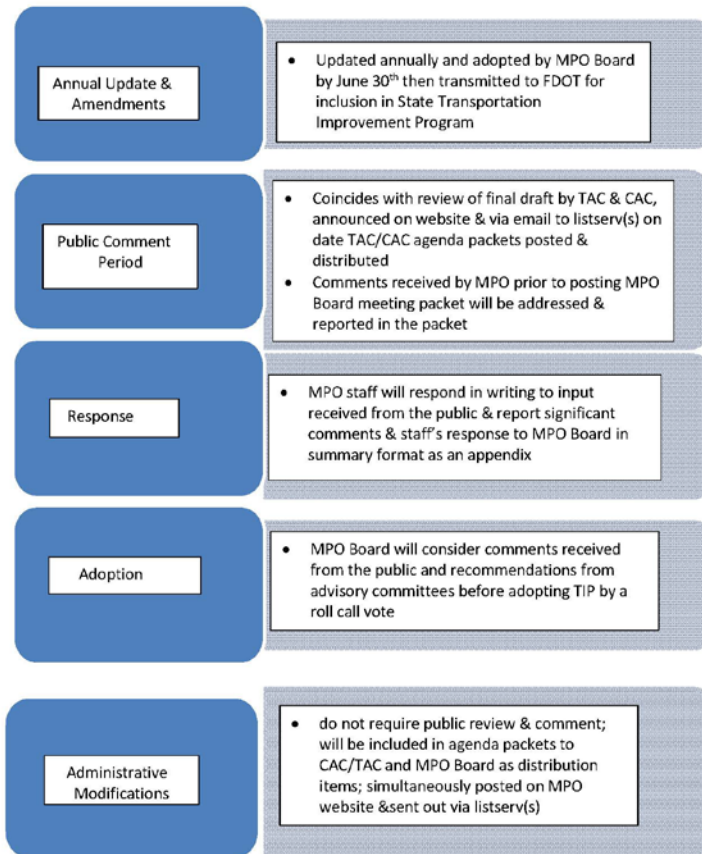 Annual Update &
Amendments
• Updated annually and adopted by MPO Board
by June 30th then transmitted to FDOT for
inclusion in State Transportation
Improvement Program
Public Comment
Period
• Coincides with review of final draft by TAC & CAC,
announced on website & via email to listserv(s) on
date TAC/CAC agenda packets posted &
distributed
• Comments received by MPO prior to posting MPO
Board meeting packet will be addressed &
reported in the packet
Response
• MPO staff will respond in writing to input
received from the public & report significant
comments & staff's response to MPO Board in
summary format as an appendix
Adoption
• MPO Board will consider comments received
from the public and recommendations from
advisory committees before adopting TIP by a
roll call vote
Administrative
Modifications
• do not require public review & comment;
will be included in agenda packets to
CAC/TAC and MPO Board as distribution
items; simultaneously posted on MPO
website &sent out via listserv(s)